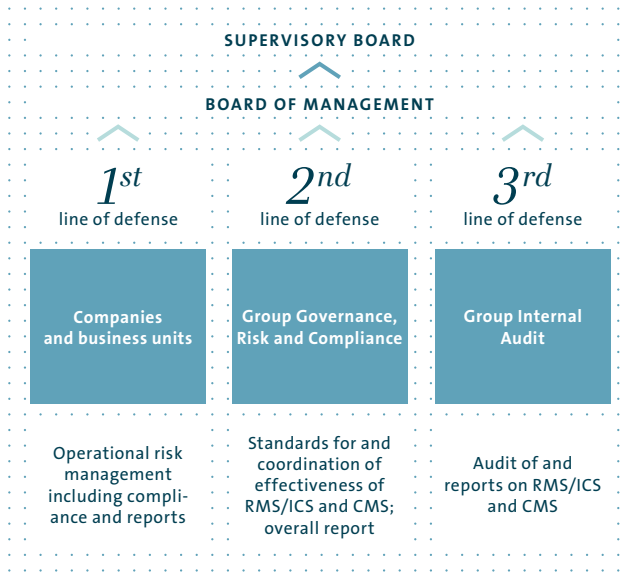 SUPERVISORY BOARD
BOARD OF MANAGEMENT
1st
line of defense
Companies
and business units
Operational risk
management
including compli-
ance and reports
2nd
line of defense
Group Governance,
Risk and Compliance
Standards for and
coordination of
effectiveness of
RMS/ICS and CMS;
overall report
3rd
line of defense
Group Internal
Audit
Audit of and
reports on RMS/ICS
and CMS